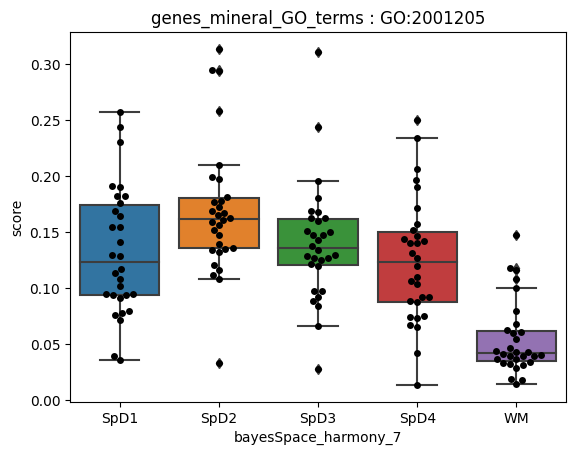 genes_mineral_GO_terms : GO:2001205
score
0.30
0.25
0.20
0.15
0.10
0.05
0.00
SpD1 SpD2 SpD3 SpD4 WM
bayesSpace_harmony_7